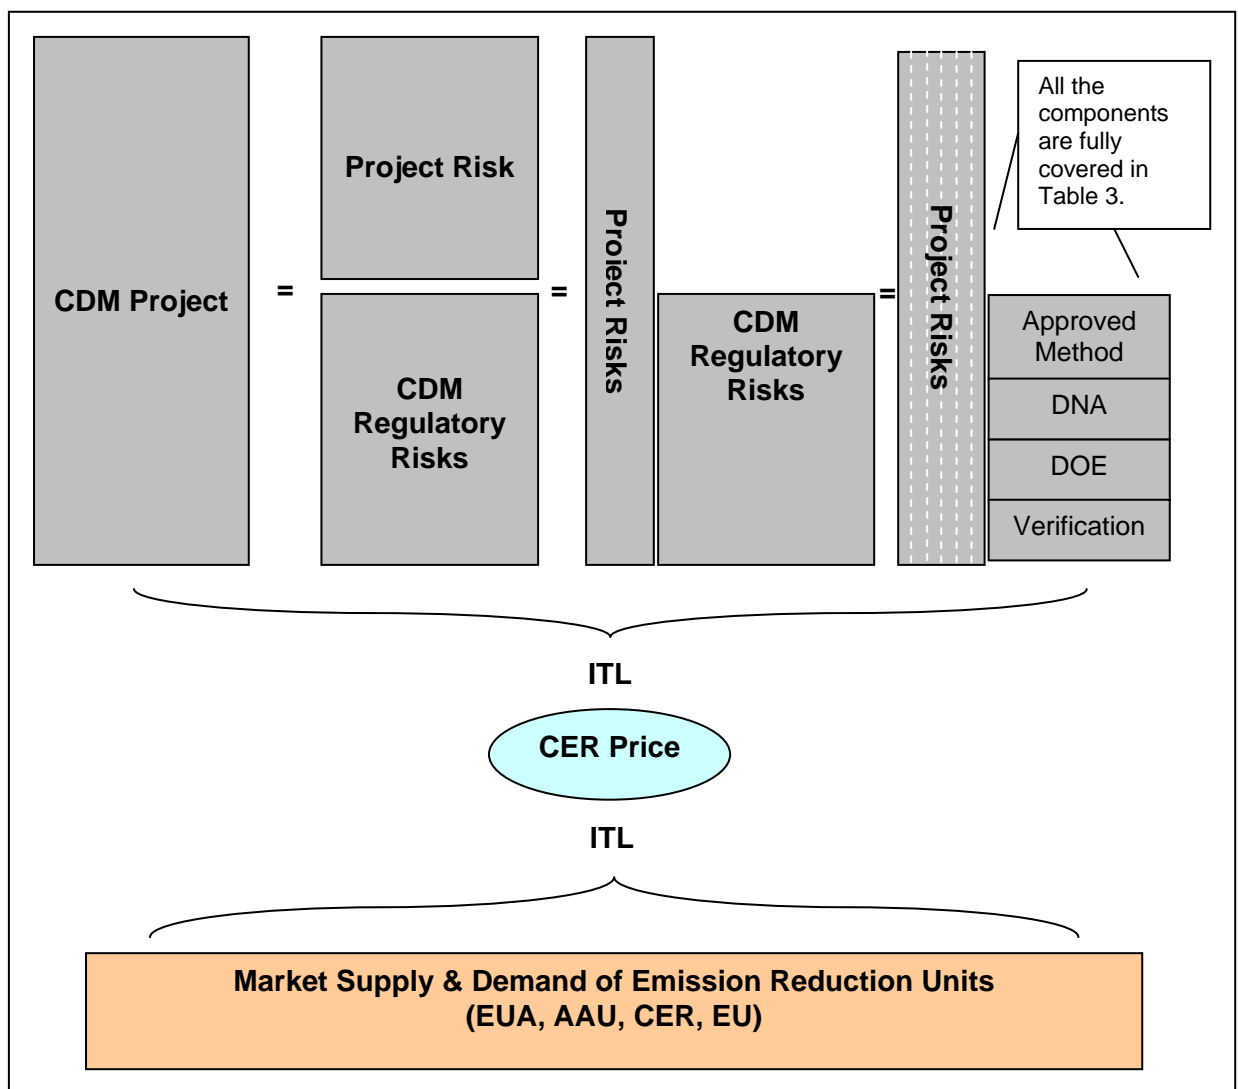 CDM Project
=
Project Risk
CDM
Regulatory
Risks
=
Project Risks
CDM
Regulatory
Risks
=
Project Risks
All the
components
are fully
covered in
Table 3.
Approved
Method
DNA
DOE
Verification
ITL
CER Price
ITL
Market Supply & Demand of Emission Reduction Units
(EUA, AAU, CER, EU)